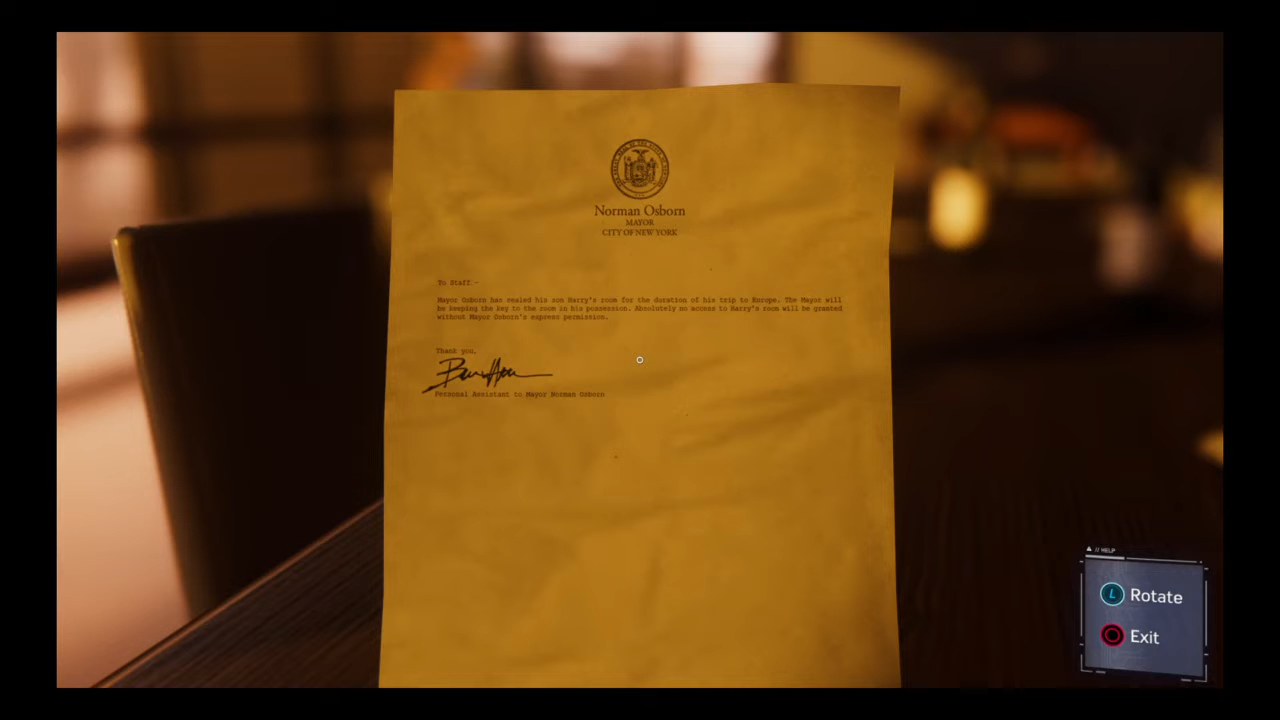 Norman Osborn
MAYOR
CITY OF NEW YORK
To Staff -
Mayor Osborn has sealed his son Harry's room for the duration of his trip to Europe. The Mayor will
be keeping the key to the room in his possession. Absolutely no access to Harry's room will be granted
without Mayor Osborn's express permission.
Thank you,
Personal Assistant to Mayor Norman Osborn
// HELP
L Rotate
Exit